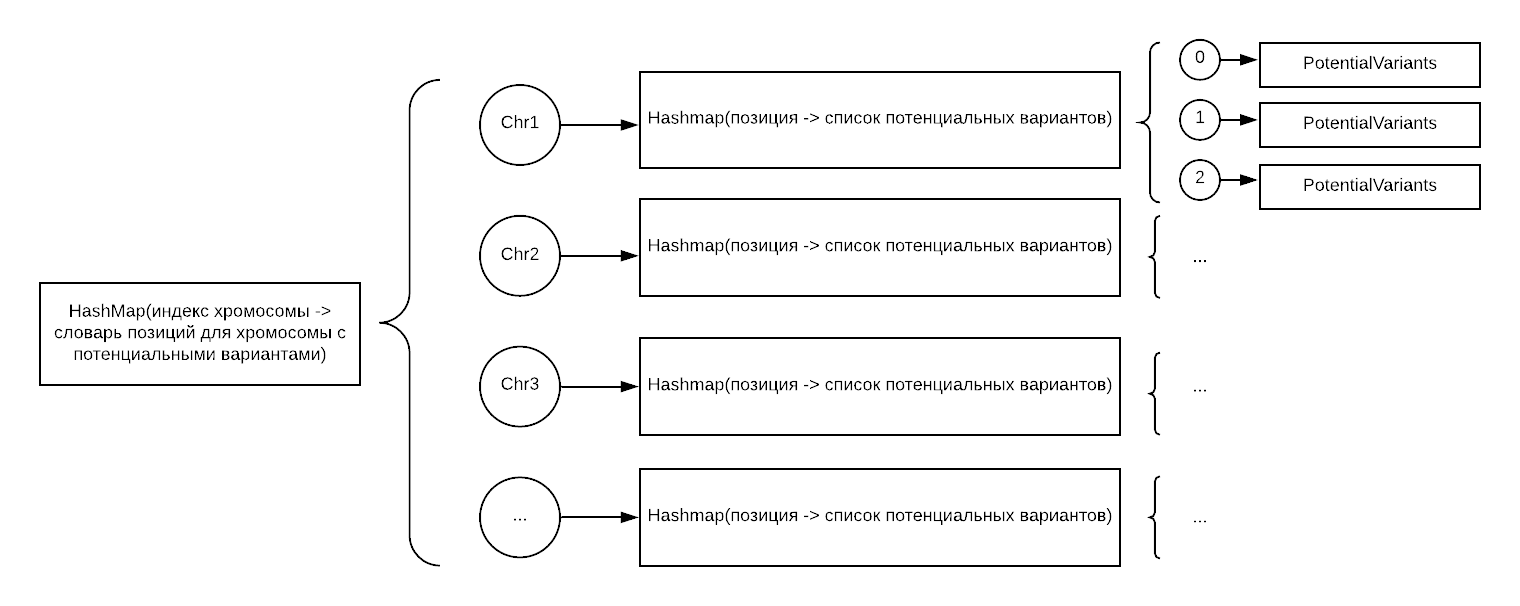 HashMap(индекс хромосомы ->
словарь позиций для хромосомы с
потенциальными вариантами)
Chr1
Hashmap(позиция -> список потенциальных вариантов)
0
PotentialVariants
1
PotentialVariants
2
PotentialVariants
Chr2
Hashmap(позиция -> список потенциальных вариантов)
...
Chr3
Hashmap(позиция -> список потенциальных вариантов)
...
...
Hashmap(позиция -> список потенциальных вариантов)
...